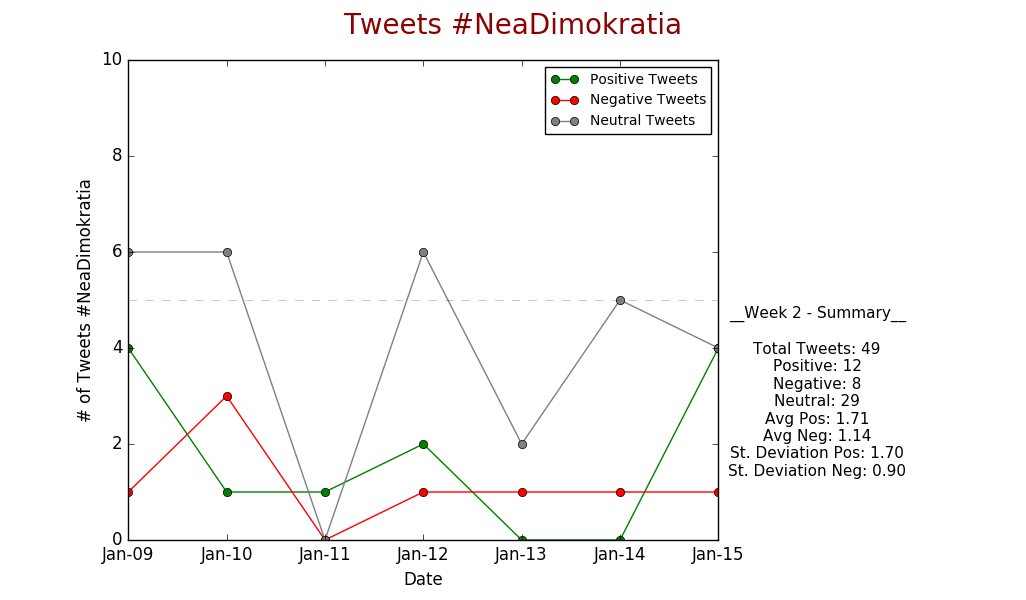 Tweets #NeaDimokratia
10
8
6
4
2
0
# of Tweets #NeaDimokratia
Positive Tweets
Negative Tweets
Neutral Tweets
Jan-09 Jan-10 Jan-11 Jan-12 Jan-13 Jan-14 Jan-15
Date
__Week 2 - Summary__
Total Tweets: 49
Positive: 12
Negative: 8
Neutral: 29
Avg Pos: 1.71
Avg Neg: 1.14
St. Deviation Pos: 1.70
St. Deviation Neg: 0.90